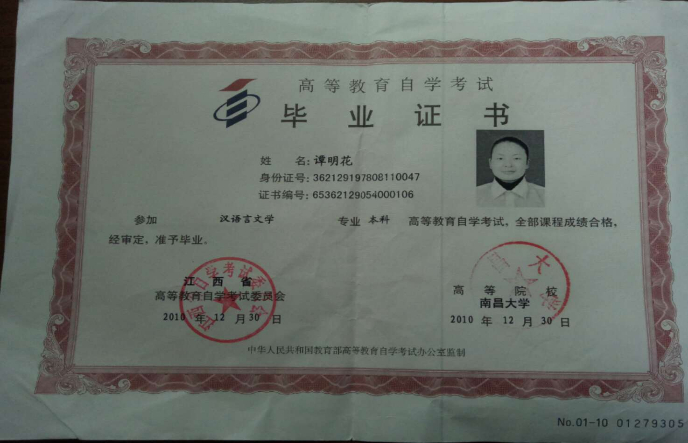 高等教育自学考试
毕业证书
姓 名:谭明花
身份证号:362129197808110047
证书编号:65362129054000106
参加 汉语言文学 专业 本科 高等教育自学考试，全部课程成绩合格，
经审定，准予毕业。
江西省
高等教育自学考试委员会
2010 年 12 月 30 日
高等院校
南昌大学
2010 年 12 月 30 日
中华人民共和国教育部高等教育自学考试办公室监制
No.01-10 01279305